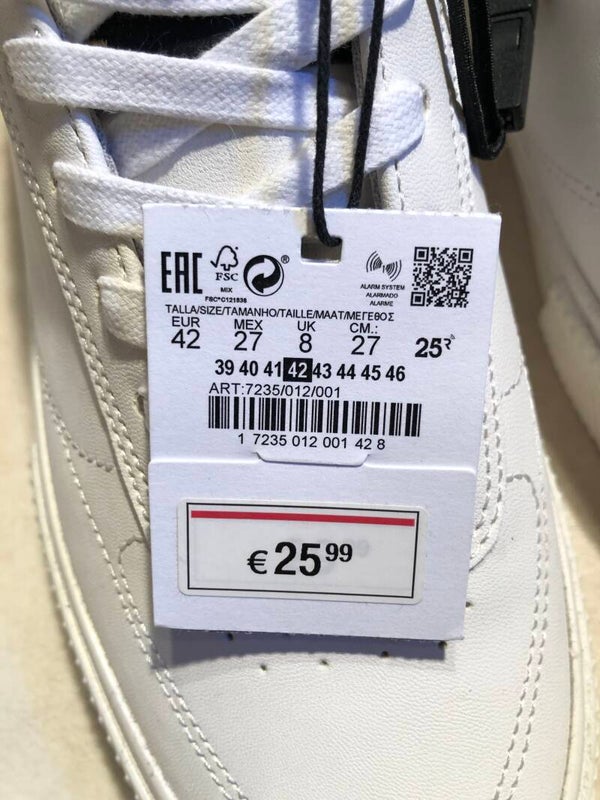 EAC
FSC
MIX
FSC®C121836
®
ALARM SYSTEM
ALARMADO
ALARME
TALLA/SIZE/TAMANHO/TAILLE/MAAT/ΜΕΓΕΘΟΣ
EUR MEX UK CM.:
42 27 8 27 25
39 40 41 42 43 44 45 46
ART:7235/012/001
1 7235 012 001 42 8
€25.99